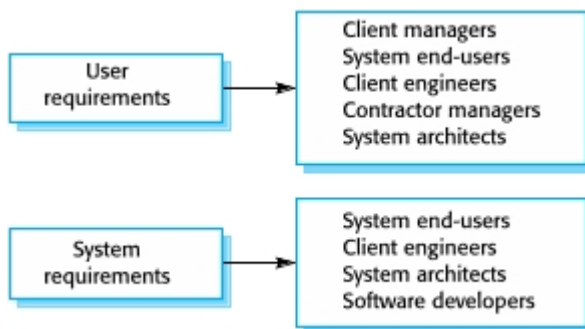 User
requirements
Client managers
System end-users
Client engineers
Contractor managers
System architects
System
requirements
System end-users
Client engineers
System architects
Software developers